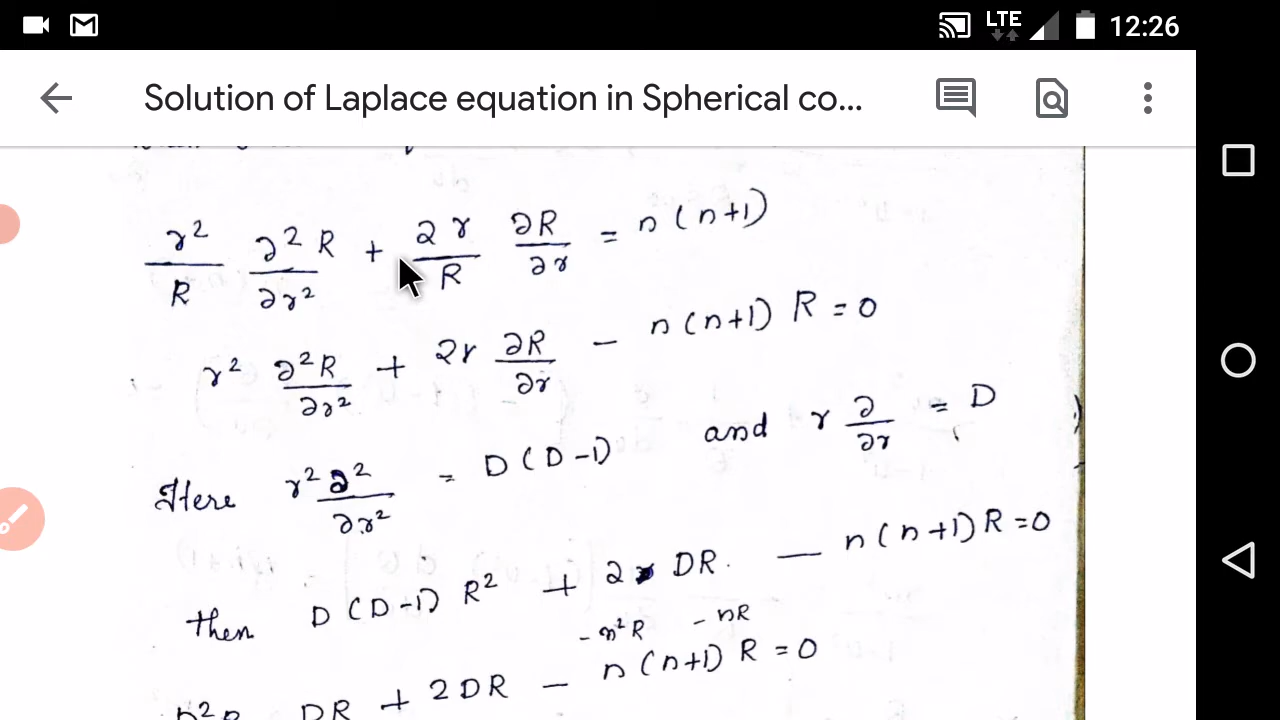 LTE 12:26
Solution of Laplace equation in Spherical co...
r²/R ∂²R/∂r² + 2r/R ∂R/∂r = n(n+1)
r² ∂²R/∂r² + 2r ∂R/∂r − n(n+1) R = 0
Here r²∂²/∂r² = D(D-1) and r ∂/∂r = D
then D(D-1) R² + 2 DR. − n(n+1)R = 0
- n²R - nR
D²R DR + 2DR − n(n+1) R = 0